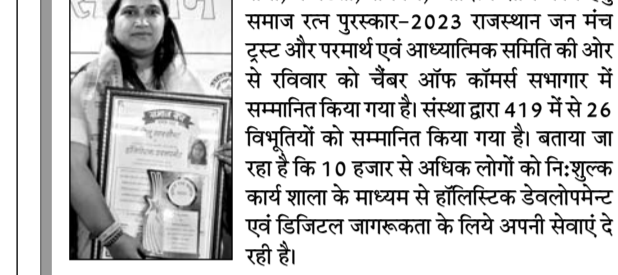 समाज रत्न पुरस्कार-2023 राजस्थान जन मंच
ट्रस्ट और परमार्थ एवं आध्यात्मिक समिति की ओर
से रविवार को चैंबर ऑफ कॉमर्स सभागार में
सम्मानित किया गया है। संस्था द्वारा 419 में से 26
विभूतियों को सम्मानित किया गया है। बताया जा
रहा है कि 10 हजार से अधिक लोगों को नि:शुल्क
कार्य शाला के माध्यम से हॉलिस्टिक डेवलोपमेन्ट
एवं डिजिटल जागरूकता के लिये अपनी सेवाएं दे
रही है।